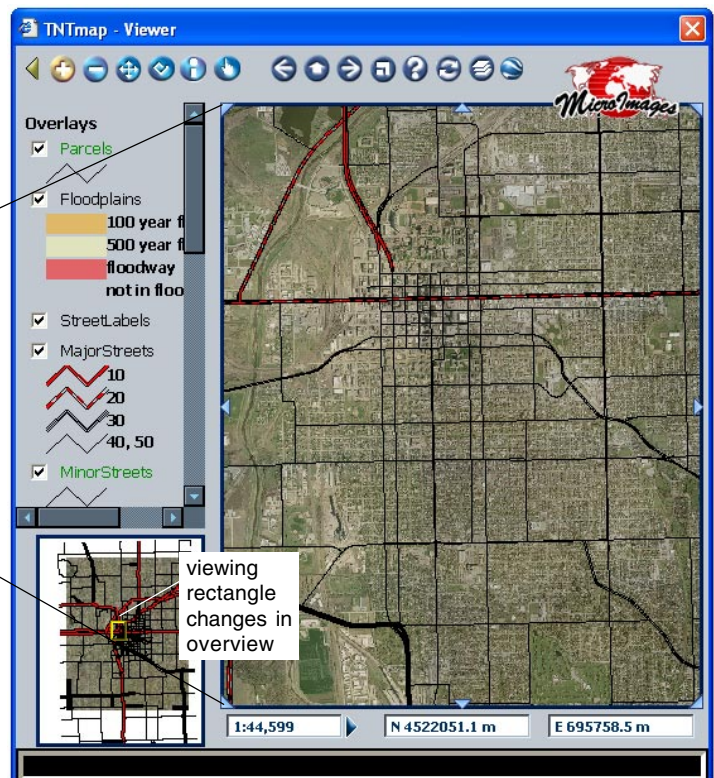 TNTmap - Viewer
MicroImages
Overlays
Parcels
Floodplains
100 year f
500 year fl
floodway
not in floo
StreetLabels
MajorStreets
10
20
30
40, 50
MinorStreets
viewing
rectangle
changes in
overview
1:44,599
N 4522051.1 m
E 695758.5 m